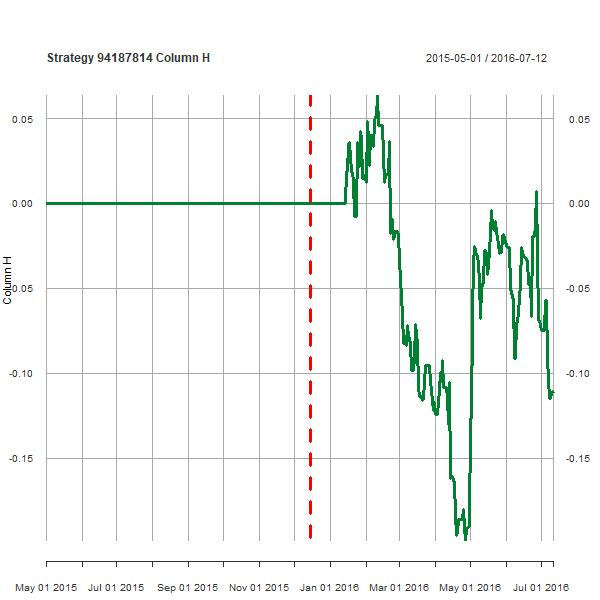 Strategy 94187814 Column H
2015-05-01 / 2016-07-12
0.05 0.05
0.00 0.00
-0.05 -0.05
-0.10 -0.10
-0.15 -0.15
Column H
May 01 2015 Jul 01 2015 Sep 01 2015 Nov 01 2015 Jan 01 2016 Mar 01 2016 May 01 2016 Jul 01 2016